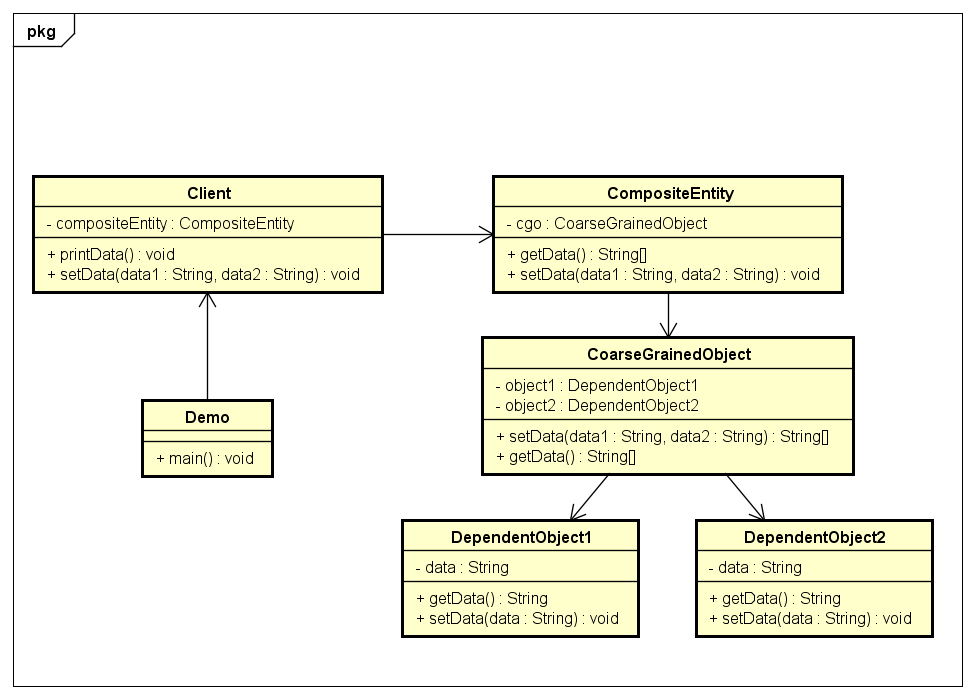 pkg
Client
- compositeEntity : CompositeEntity
+ printData() : void
+ setData(data1 : String, data2 : String) : void
CompositeEntity
- cgo : CoarseGrainedObject
+ getData() : String[]
+ setData(data1 : String, data2 : String) : void
CoarseGrainedObject
- object1 : DependentObject1
- object2 : DependentObject2
+ setData(data1 : String, data2 : String) : String[]
+ getData() : String[]
Demo
+ main() : void
DependentObject1
- data : String
+ getData() : String
+ setData(data : String) : void
DependentObject2
- data : String
+ getData() : String
+ setData(data : String) : void